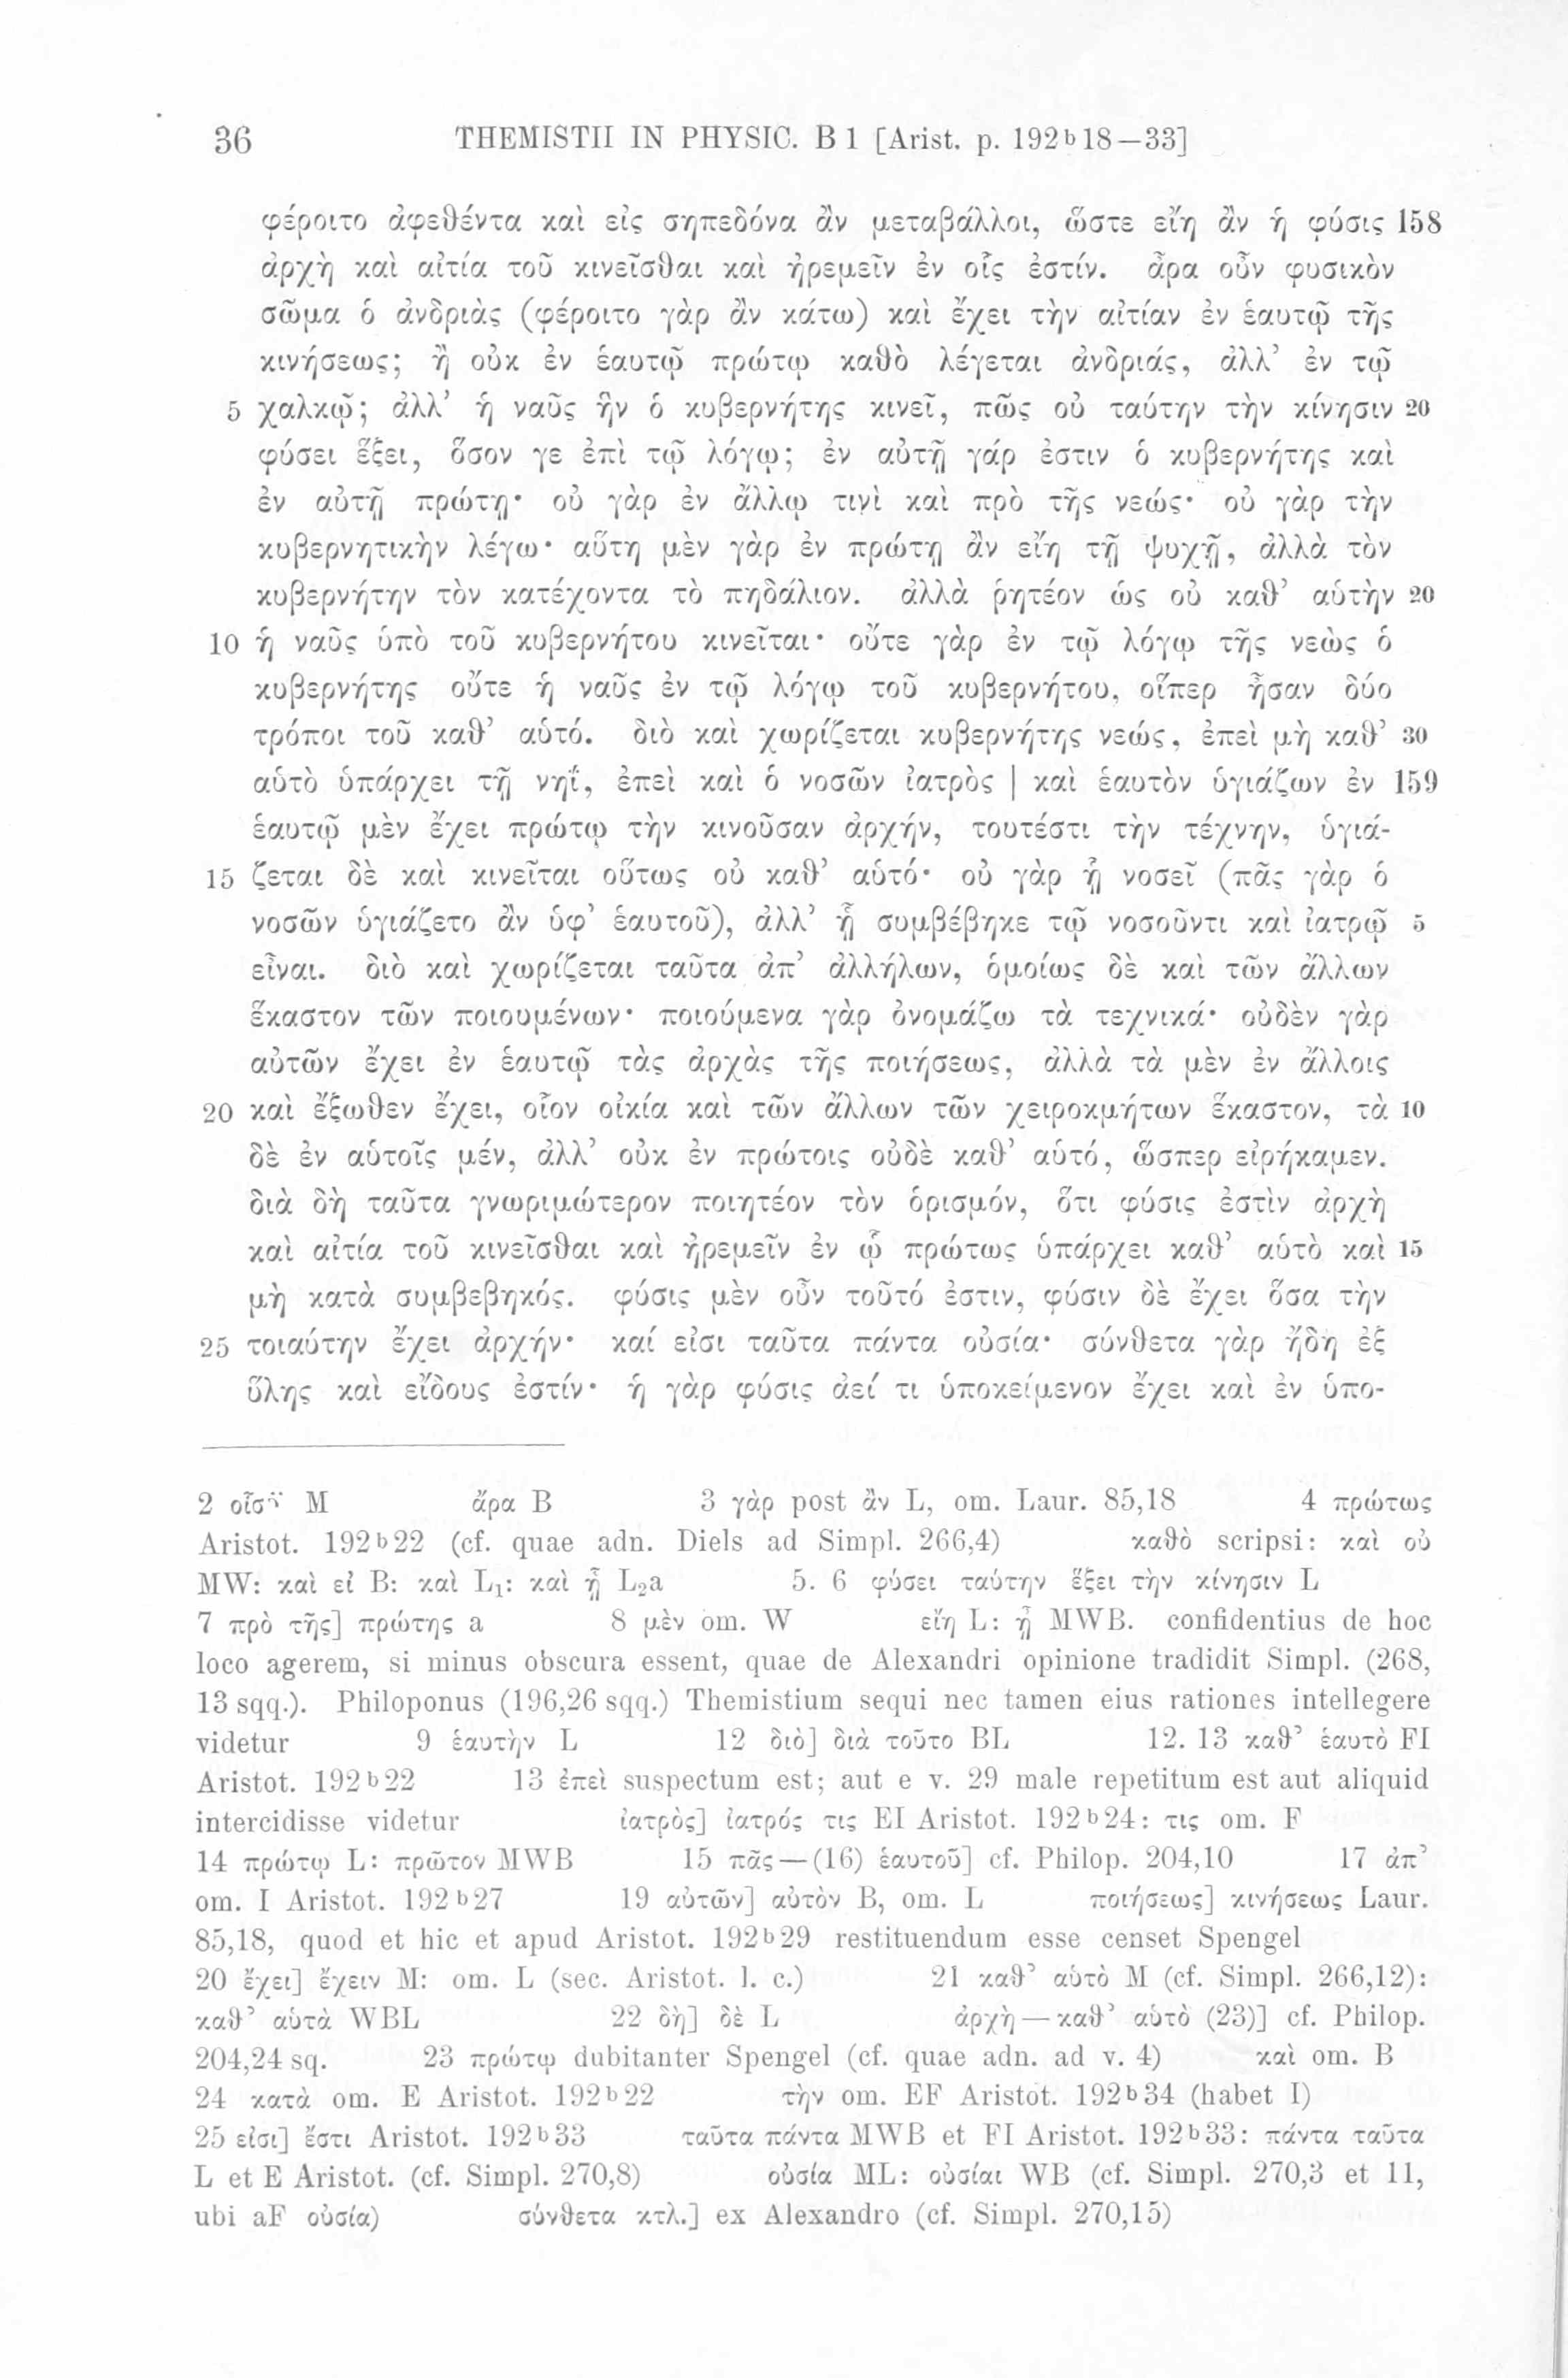 36 THEMISTII IN PHYSIC. B 1 [Arist. p. 192ᵇ18—33]
φέροιτο ἀφεθέντα καὶ εἰς σηπεδόνα ἂν μεταβάλλοι, ὥστε εἴη ἂν ἡ φύσις 158
ἀρχὴ καὶ αἰτία τοῦ κινεῖσθαι καὶ ἠρεμεῖν ἐν οἷς ἐστίν. ἆρα οὖν φυσικὸν
σῶμα ὁ ἀνδριὰς (φέροιτο γὰρ ἂν κάτω) καὶ ἔχει τὴν αἰτίαν ἐν ἑαυτῷ τῆς
κινήσεως; ἢ οὐκ ἐν ἑαυτῷ πρώτῳ καθὸ λέγεται ἀνδριάς, ἀλλ’ ἐν τῷ
5 χαλκῷ; ἀλλ’ ἡ ναῦς ἣν ὁ κυβερνήτης κινεῖ, πῶς οὐ ταύτην τὴν κίνησιν 20
φύσει ἕξει, ὅσον γε ἐπὶ τῷ λόγῳ; ἐν αὐτῇ γάρ ἐστιν ὁ κυβερνήτης καὶ
ἐν αὐτῇ πρώτῃ· οὐ γὰρ ἐν ἄλλῳ τινὶ καὶ πρὸ τῆς νεώς· οὐ γὰρ τὴν
κυβερνητικὴν λέγω· αὕτη μὲν γὰρ ἐν πρώτῃ ἂν εἴη τῇ ψυχῇ, ἀλλὰ τὸν
κυβερνήτην τὸν κατέχοντα τὸ πηδάλιον. ἀλλὰ ῥητέον ὡς οὐ καθ’ αὑτὴν 20
10 ἡ ναῦς ὑπὸ τοῦ κυβερνήτου κινεῖται· οὔτε γὰρ ἐν τῷ λόγῳ τῆς νεὼς ὁ
κυβερνήτης οὔτε ἡ ναῦς ἐν τῷ λόγῳ τοῦ κυβερνήτου, οἵπερ ἦσαν δύο
τρόποι τοῦ καθ’ αὑτό. διὸ καὶ χωρίζεται κυβερνήτης νεώς, ἐπεὶ μὴ καθ’ 30
αὑτὸ ὑπάρχει τῇ νηΐ, ἐπεὶ καὶ ὁ νοσῶν ἰατρὸς | καὶ ἑαυτὸν ὑγιάζων ἐν 159
ἑαυτῷ μὲν ἔχει πρώτῳ τὴν κινοῦσαν ἀρχήν, τουτέστι τὴν τέχνην, ὑγιά-
15 ζεται δὲ καὶ κινεῖται οὕτως οὐ καθ’ αὑτό· οὐ γὰρ ᾗ νοσεῖ (πᾶς γὰρ ὁ
νοσῶν ὑγιάζετο ἂν ὑφ’ ἑαυτοῦ), ἀλλ’ ᾗ συμβέβηκε τῷ νοσοῦντι καὶ ἰατρῷ 5
εἶναι. διὸ καὶ χωρίζεται ταῦτα ἀπ’ ἀλλήλων, ὁμοίως δὲ καὶ τῶν ἄλλων
ἕκαστον τῶν ποιουμένων· ποιούμενα γὰρ ὀνομάζω τὰ τεχνικά· οὐδὲν γὰρ
αὐτῶν ἔχει ἐν ἑαυτῷ τὰς ἀρχὰς τῆς ποιήσεως, ἀλλὰ τὰ μὲν ἐν ἄλλοις
20 καὶ ἔξωθεν ἔχει, οἷον οἰκία καὶ τῶν ἄλλων τῶν χειροκμήτων ἕκαστον, τὰ 10
δὲ ἐν αὑτοῖς μέν, ἀλλ’ οὐκ ἐν πρώτοις οὐδὲ καθ’ αὑτό, ὥσπερ εἰρήκαμεν.
διὰ δὴ ταῦτα γνωριμώτερον ποιητέον τὸν ὁρισμόν, ὅτι φύσις ἐστὶν ἀρχὴ
καὶ αἰτία τοῦ κινεῖσθαι καὶ ἠρεμεῖν ἐν ᾧ πρώτως ὑπάρχει καθ’ αὑτὸ καὶ 15
μὴ κατὰ συμβεβηκός. φύσις μὲν οὖν τοῦτό ἐστιν, φύσιν δὲ ἔχει ὅσα τὴν
25 τοιαύτην ἔχει ἀρχήν· καί εἰσι ταῦτα πάντα οὐσία· σύνθετα γὰρ ἤδη ἐξ
ὕλης καὶ εἴδους ἐστίν· ἡ γὰρ φύσις ἀεί τι ὑποκείμενον ἔχει καὶ ἐν ὑπο-
2 M ἄρα B 3 γὰρ post ἂν L, om. Laur. 85,18 4 πρώτως
Aristot. 192ᵇ22 (cf. quae adn. Diels ad Simpl. 266,4) καθὸ scripsi: καὶ οὐ
MW: καὶ εἰ B: καὶ L₁: καὶ ᾗ L₂a 5. 6 φύσει ταύτην ἕξει τὴν κίνησιν L
7 πρὸ τῆς] πρώτης a 8 μὲν om. W εἴη L: ᾖ MWB. confidentius de hoc
loco agerem, si minus obscura essent, quae de Alexandri opinione tradidit Simpl. (268,
13 sqq.). Philoponus (196,26 sqq.) Themistium sequi nec tamen eius rationes intellegere
videtur 9 ἑαυτὴν L 12 διὸ] διὰ τοῦτο BL 12. 13 καθ’ ἑαυτὸ FI
Aristot. 192ᵇ22 13 ἐπεὶ suspectum est; aut e v. 29 male repetitum est aut aliquid
intercidisse videtur ἰατρὸς] ἰατρός τις EI Aristot. 192ᵇ24: τις om. F
14 πρώτῳ L: πρῶτον MWB 15 πᾶς—(16) ἑαυτοῦ] cf. Philop. 204,10 17 ἀπ’
om. I Aristot. 192ᵇ27 19 αὐτῶν] αὐτὸν B, om. L ποιήσεως] κινήσεως Laur.
85,18, quod et hic et apud Aristot. 192ᵇ29 restituendum esse censet Spengel
20 ἔχει] ἔχειν M: om. L (sec. Aristot. l. c.) 21 καθ’ αὑτὸ M (cf. Simpl. 266,12):
καθ’ αὑτὰ WBL 22 δὴ] δὲ L ἀρχὴ—καθ’ αὑτὸ (23)] cf. Philop.
204,24 sq. 23 πρώτῳ dubitanter Spengel (cf. quae adn. ad v. 4) καὶ om. B
24 κατὰ om. E Aristot. 192ᵇ22 τὴν om. EF Aristot. 192ᵇ34 (habet I)
25 εἰσι] ἔστι Aristot. 192ᵇ33 ταῦτα πάντα MWB et FI Aristot. 192ᵇ33: πάντα ταῦτα
L et E Aristot. (cf. Simpl. 270,8) οὐσία ML: οὐσίαι WB (cf. Simpl. 270,3 et 11,
ubi aF οὐσία) σύνθετα κτλ.] ex Alexandro (cf. Simpl. 270,15)